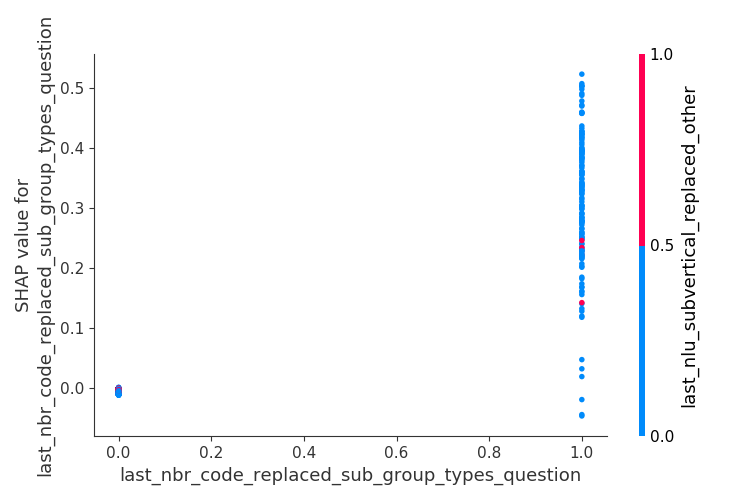 SHAP value for
last_nbr_code_replaced_sub_group_types_question
0.5
0.4
0.3
0.2
0.1
0.0
0.0 0.2 0.4 0.6 0.8 1.0
last_nbr_code_replaced_sub_group_types_question
1.0
0.5
0.0
last_nlu_subvertical_replaced_other